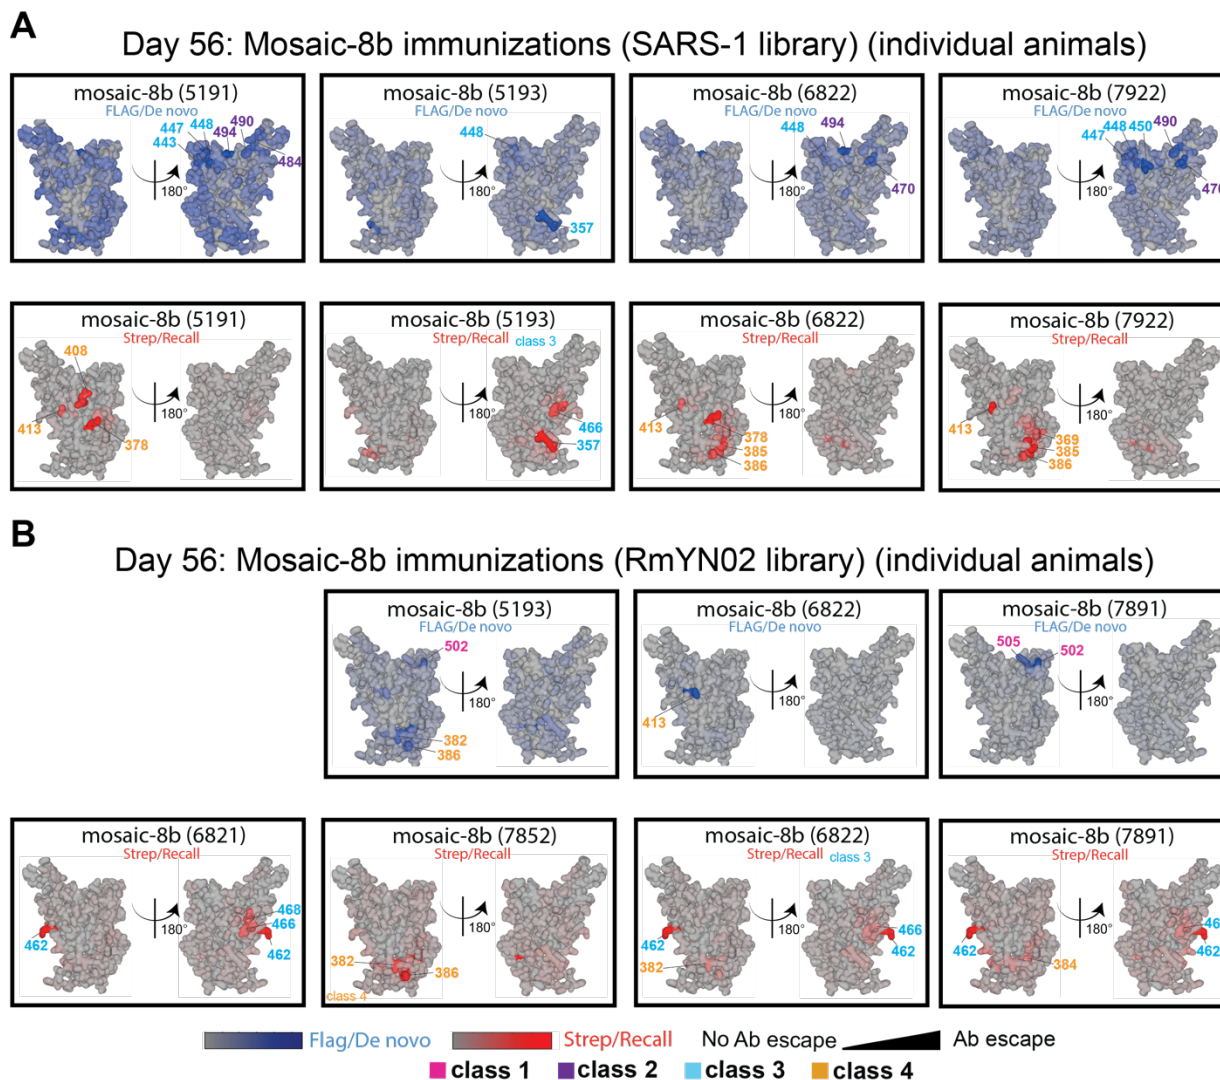 A
Day 56: Mosaic-8b immunizations (SARS-1 library) (individual animals)
mosaic-8b (5191)
FLAG/De novo
447 448 490
494
443
484
180°
mosaic-8b (5193)
FLAG/De novo
448
180°
357
mosaic-8b (6822)
FLAG/De novo
494
448
180°
470
mosaic-8b (7922)
FLAG/De novo
490
448 450
447
180°
mosaic-8b (5191)
Strep/Recall
408
180°
413
378
mosaic-8b (5193)
Strep/Recall class 3
180°
466
357
mosaic-8b (6822)
Strep/Recall
180°
413
378
385
386
mosaic-8b (7922)
Strep/Recall
180°
413
369
385
386
B
Day 56: Mosaic-8b immunizations (RmYN02 library) (individual animals)
mosaic-8b (5193)
FLAG/De novo
502
180°
382
386
mosaic-8b (6822)
FLAG/De novo
180°
413
mosaic-8b (7891)
FLAG/De novo
505
502
180°
mosaic-8b (6821)
Strep/Recall
180°
468
466
462
462
mosaic-8b (7852)
Strep/Recall
180°
382
386
class 4
mosaic-8b (6822)
Strep/Recall class 3
180°
466
462
462
382
mosaic-8b (7891)
Strep/Recall
180°
462
462
384
Flag/De novo Strep/Recall No Ab escape Ab escape
class 1 class 2 class 3 class 4